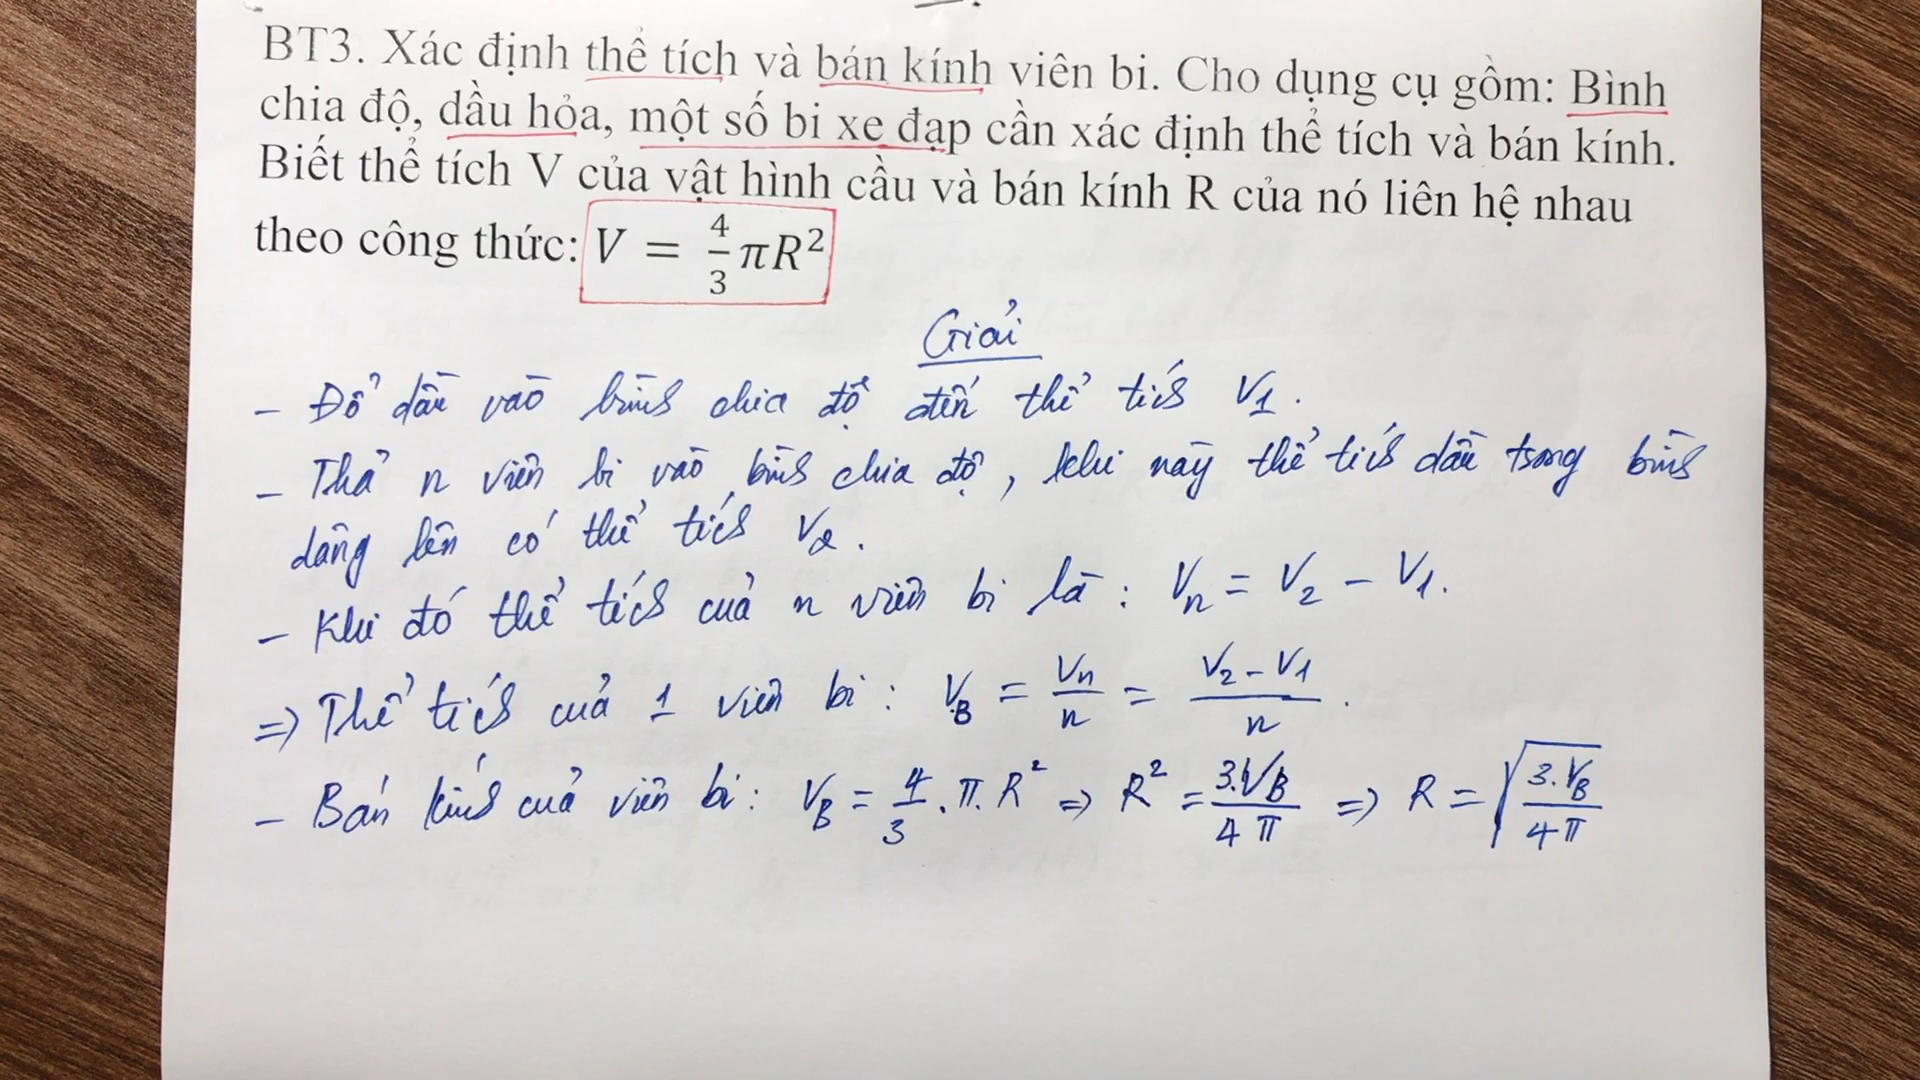 BT3. Xác định thể tích và bán kính viên bi. Cho dụng cụ gồm: Bình
chia độ, dầu hỏa, một số bi xe đạp cần xác định thể tích và bán kính.
Biết thể tích V của vật hình cầu và bán kính R của nó liên hệ nhau
theo công thức: V = 4/3 πR²
Giải
- Đổ dầu vào bình chia độ đến thể tích V₁.
- Thả n viên bi vào bình chia độ, khi này thể tích dầu trong bình
dâng lên có thể tích V₂.
- Khi đó thể tích của n viên bi là: Vₙ = V₂ - V₁.
=> Thể tích của 1 viên bi: V_B = Vₙ/n = (V₂ - V₁)/n.
- Bán kính của viên bi: V_B = 4/3 . π. R² => R² = 3.V_B/4π => R = √(3.V_B/4π)